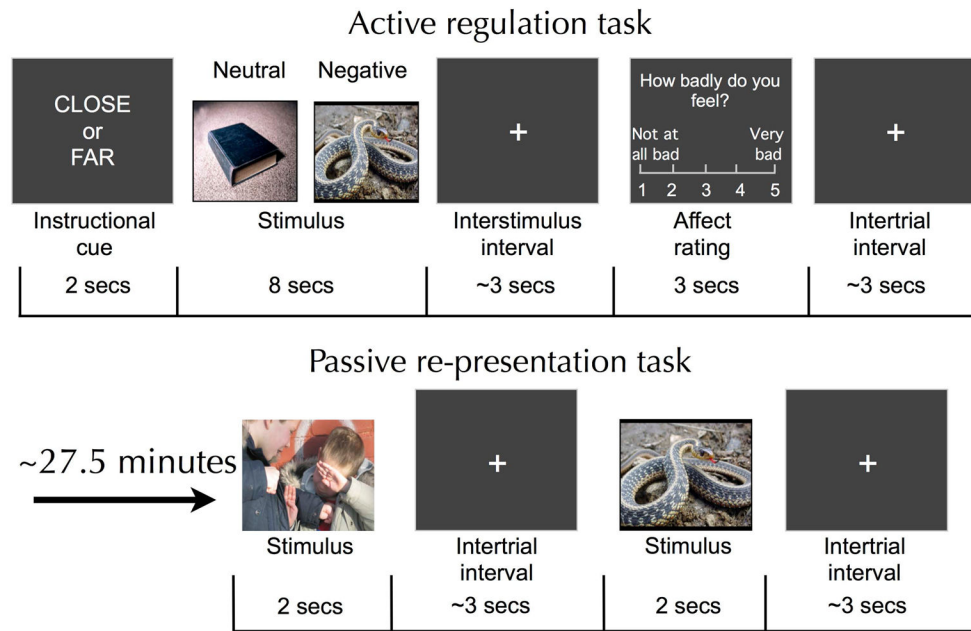 Active regulation task
CLOSE
or
FAR
Neutral
Negative
+
How badly do you
feel?
Not at
all bad
Very
bad
1 2 3 4 5
+
Instructional
cue
Stimulus
Interstimulus
interval
Affect
rating
Intertrial
interval
2 secs
8 secs
~3 secs
3 secs
~3 secs
Passive re-presentation task
~27.5 minutes
+
+
Stimulus
Intertrial
interval
Stimulus
Intertrial
interval
2 secs
~3 secs
2 secs
~3 secs